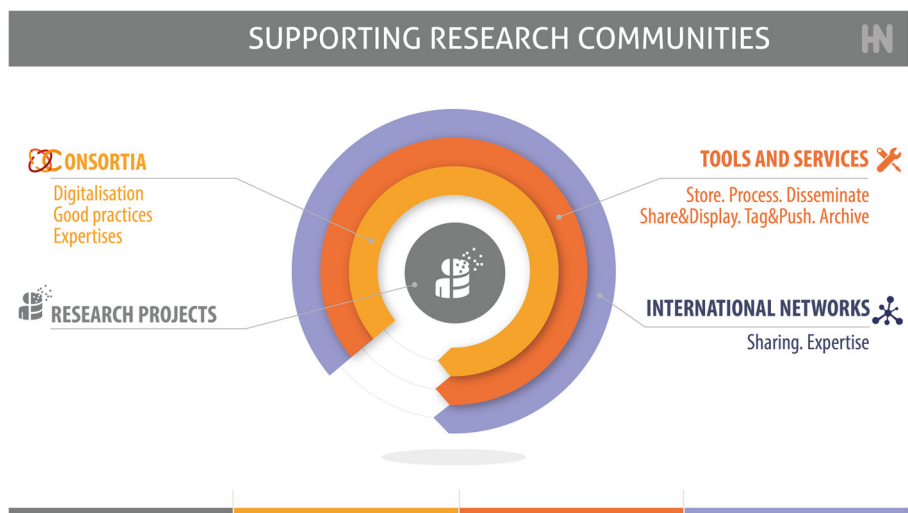 SUPPORTING RESEARCH COMMUNITIES
HN
CONSORTIA
Digitalisation
Good practices
Expertises
RESEARCH PROJECTS
TOOLS AND SERVICES
Store. Process. Disseminate
Share&Display. Tag&Push. Archive
INTERNATIONAL NETWORKS
Sharing. Expertise